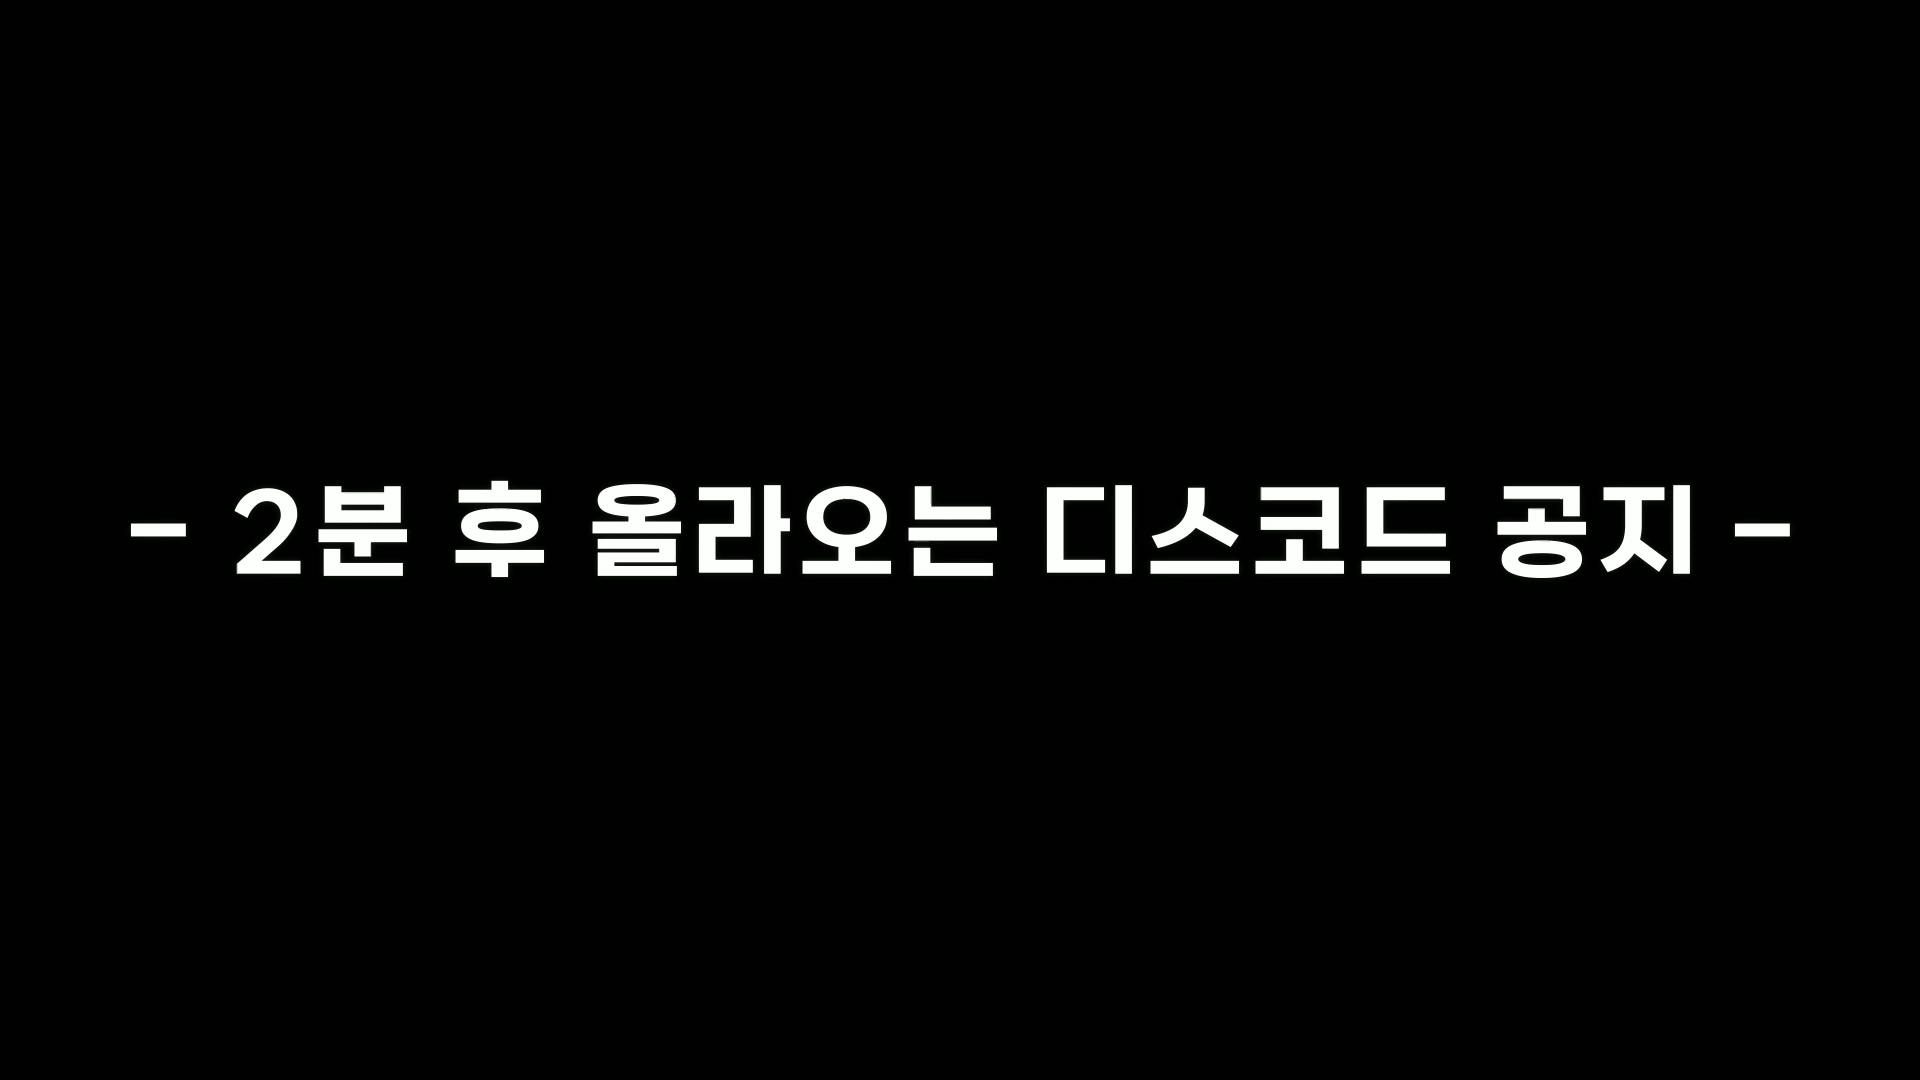 - 2분 후 올라오는 디스코드 공지 -